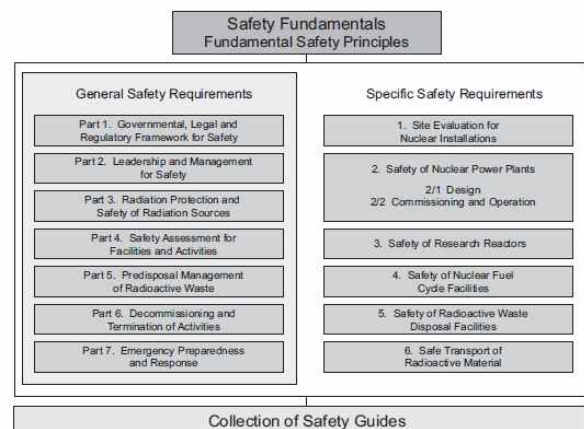 Safety Fundamentals
Fundamental Safety Principles
General Safety Requirements
Part 1. Governmental, Legal and
Regulatory Framework for Safety
Part 2. Leadership and Management
for Safety
Part 3. Radiation Protection and
Safety of Radiation Sources
Part 4. Safety Assessment for
Facilities and Activities
Part 5. Predisposal Management
of Radioactive Waste
Part 6. Decommissioning and
Termination of Activities
Part 7. Emergency Preparedness
and Response
Specific Safety Requirements
1. Site Evaluation for
Nuclear Installations
2. Safety of Nuclear Power Plants
2/1 Design
2/2 Commissioning and Operation
3. Safety of Research Reactors
4. Safety of Nuclear Fuel
Cycle Facilities
5. Safety of Radioactive Waste
Disposal Facilities
6. Safe Transport of
Radioactive Material
Collection of Safety Guides